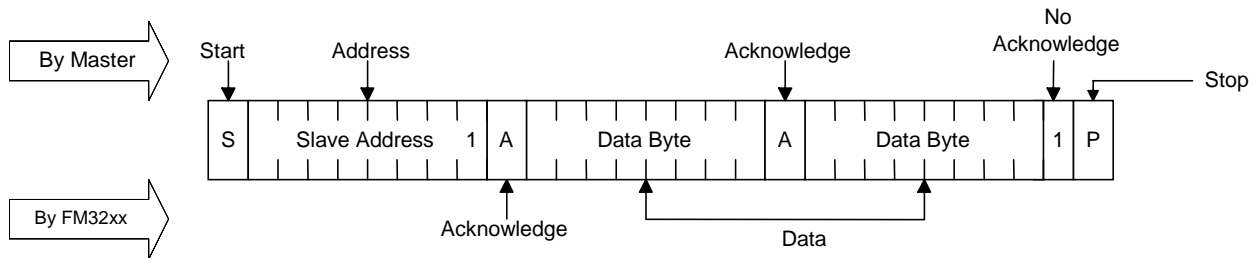 No
Acknowledge
By Master
Start
Address
Acknowledge
Stop
S
Slave Address 1
A
Data Byte
A
Data Byte
1
P
By FM32xx
Acknowledge
Data